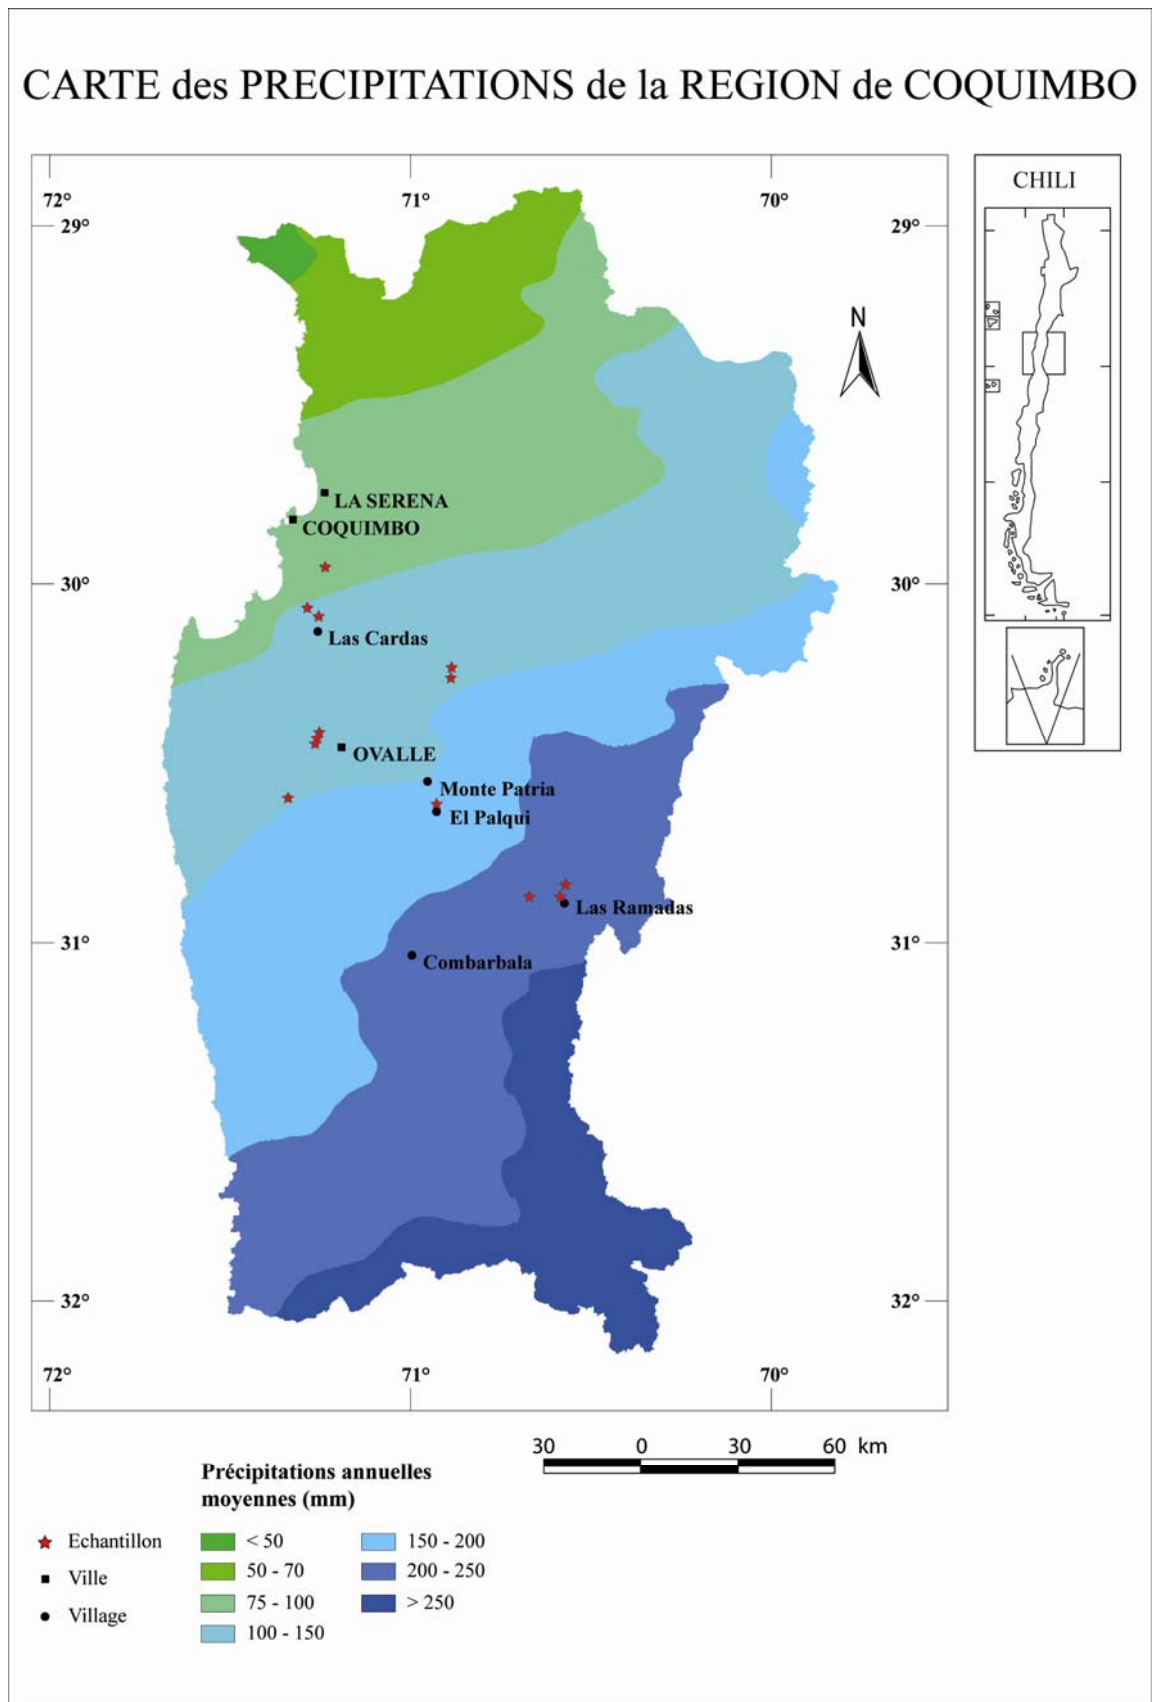 CARTE des PRECIPITATIONS de la REGION de COQUIMBO
72°
71°
70°
29°
29°
CHILI
N
LA SERENA
COQUIMBO
30°
30°
Las Cardas
OVALLE
Monte Patria
El Palqui
Las Ramadas
31°
31°
Combarbala
32°
32°
72°
71°
70°
30 0 30 60 km
Précipitations annuelles
moyennes (mm)
Echantillon
Ville
Village
< 50
50 - 70
75 - 100
100 - 150
150 - 200
200 - 250
> 250